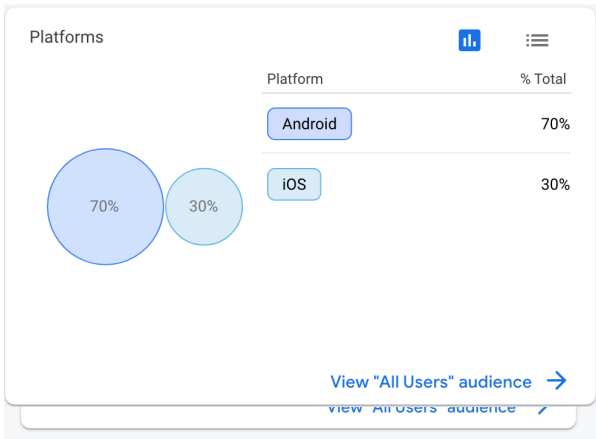 Platforms
Platform % Total
Android 70%
iOS 30%
70% 30%
View "All Users" audience
View "All Users" audience